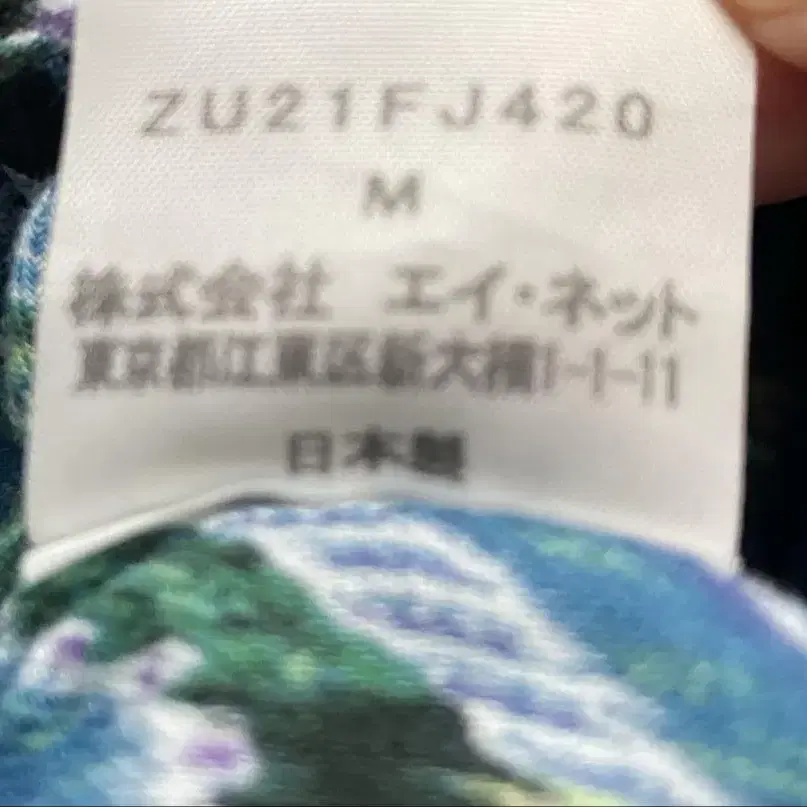 ZU21FJ420
M
株式会社 エイ・ネット
東京都江東区新大橋1-1-11
日本製